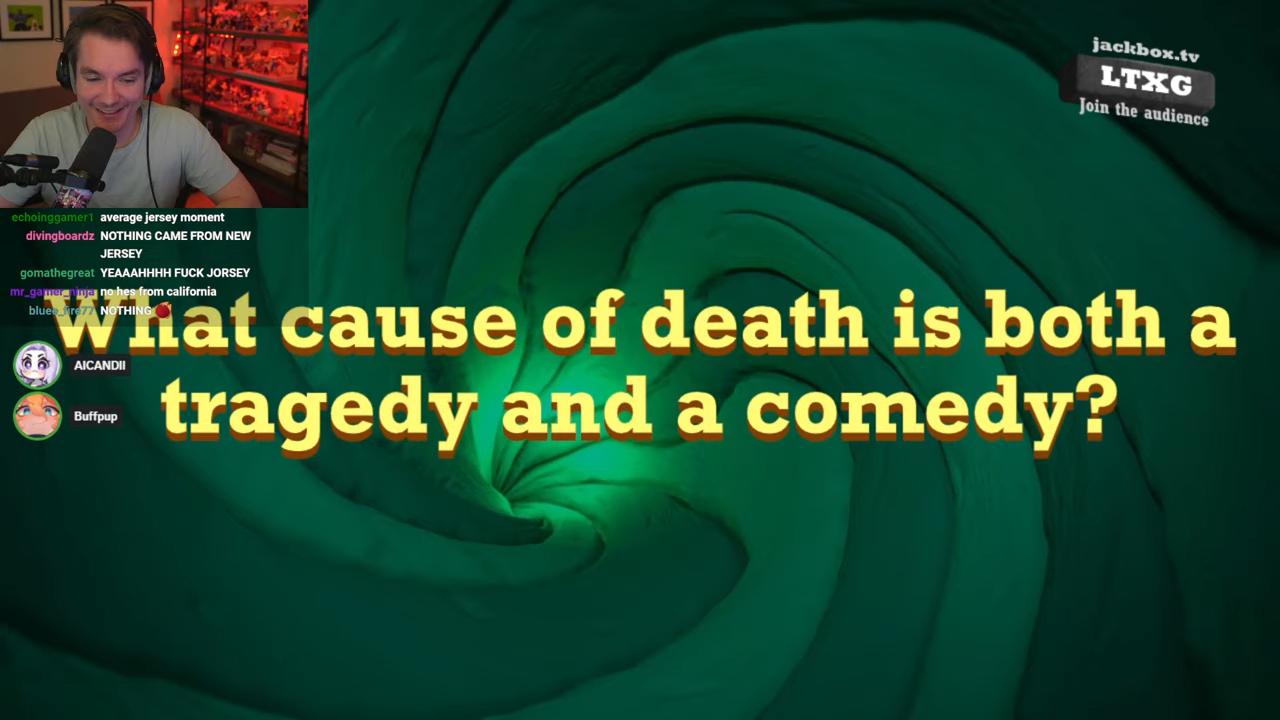 jackbox.tv
LTXG
Join the audience
echoinggamer1 average jersey moment
divingboardz NOTHING CAME FROM NEW
JERSEY
gomathegreat YEAAAHHHH FUCK JORSEY
mr_gamer_ninja no hes from california
NOTHING
What cause of death is both a
tragedy and a comedy?
AICANDII
Buffpup